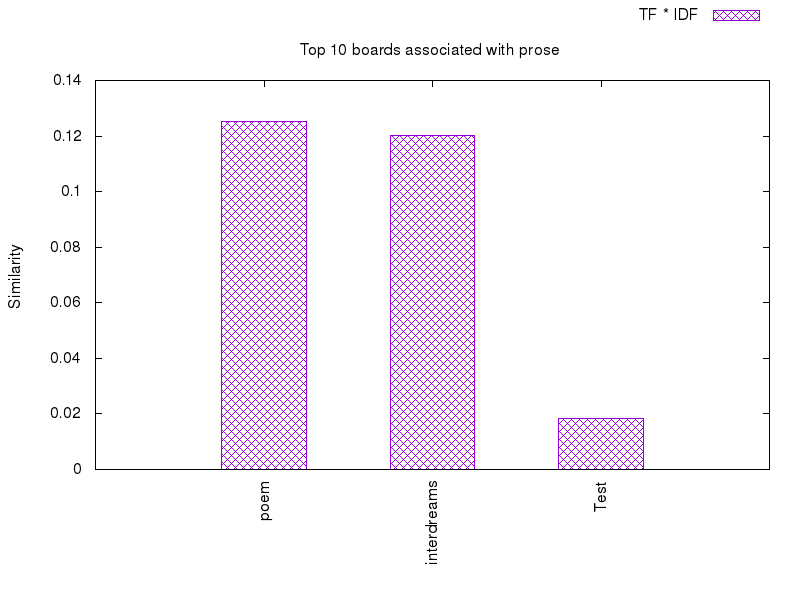 TF * IDF
Top 10 boards associated with prose
0.14
0.12
0.1
0.08
0.06
0.04
0.02
0
Similarity
poem
interdreams
Test